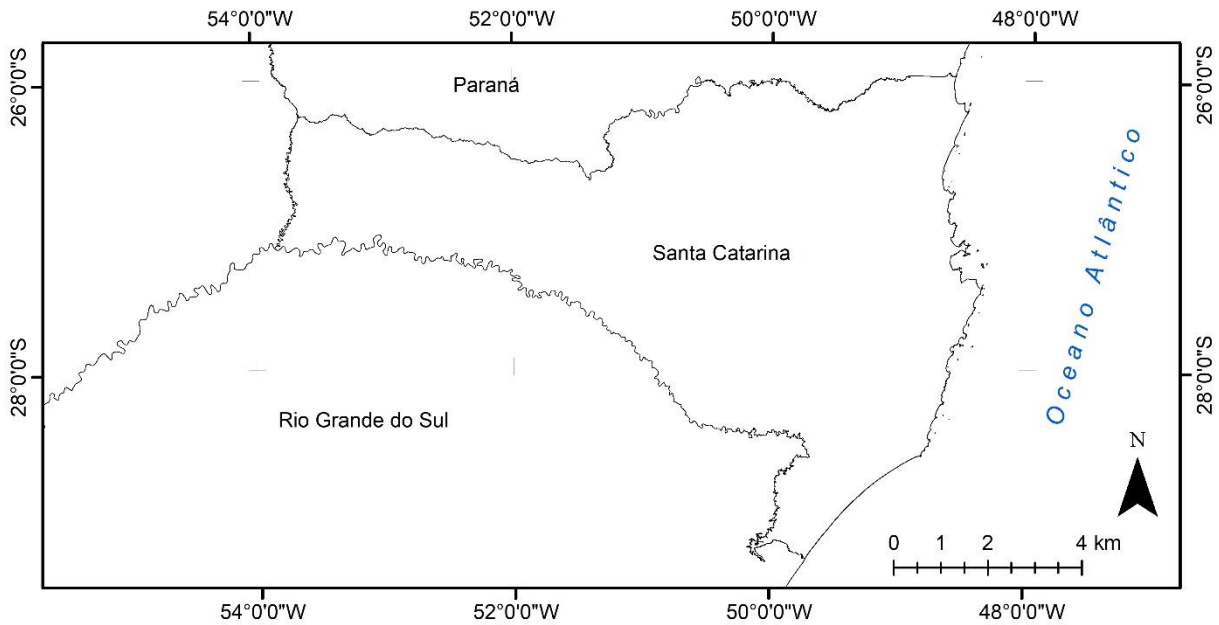 54°0'0"W 52°0'0"W 50°0'0"W 48°0'0"W
26°0'0"S
Paraná
26°0'0"S
Oceano Atlântico
Santa Catarina
28°0'0"S
28°0'0"S
Rio Grande do Sul
N
0 1 2 4 km
54°0'0"W 52°0'0"W 50°0'0"W 48°0'0"W